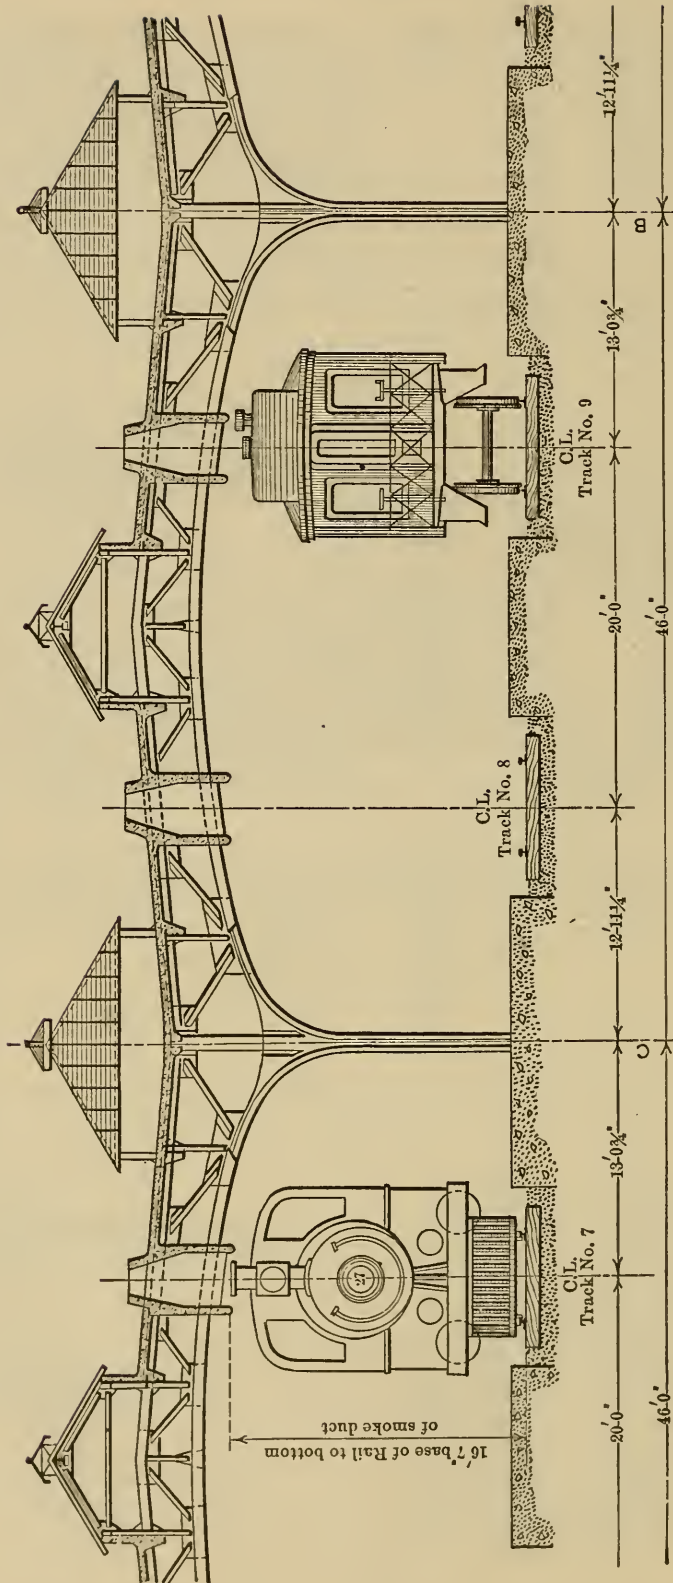 16'7" base of Rail to bottom
of smoke duct
27
C.L.
Track No. 7
C.L.
Track No. 8
C.L.
Track No. 9
20'-0"
13'-0¾"
12'-11¼"
20'-0"
13'-0¾"
12'-11¼"
46'-0"
C
46'-0"
B